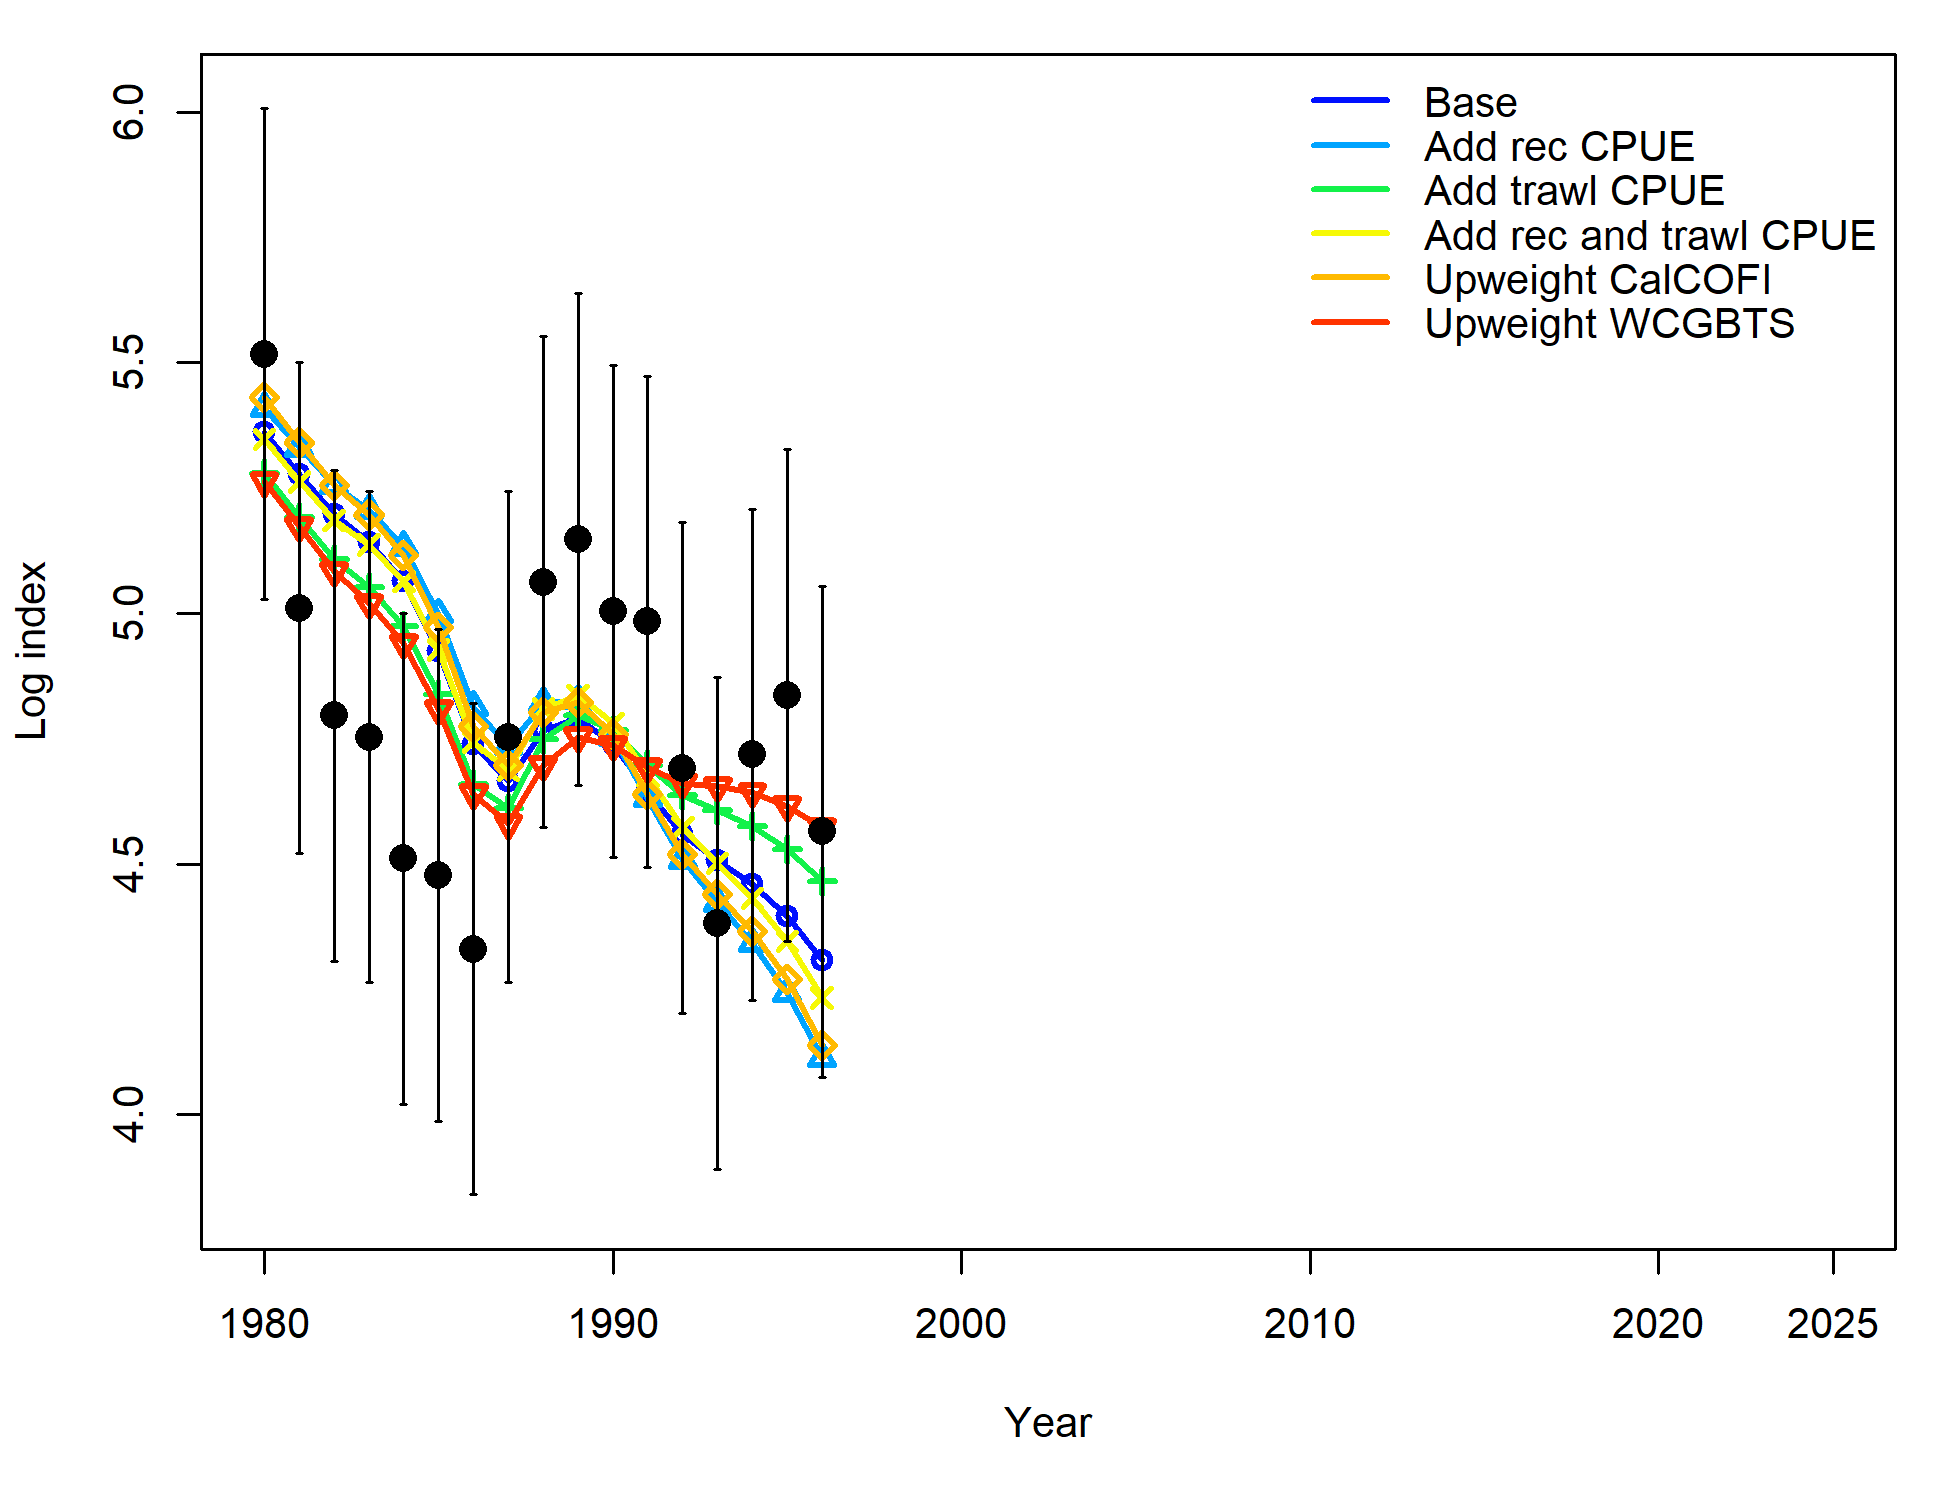 Base
Add rec CPUE
Add trawl CPUE
Add rec and trawl CPUE
Upweight CalCOFI
Upweight WCGBTS
Log index
6.0
5.5
5.0
4.5
4.0
1980 1990 2000 2010 2020 2025
Year